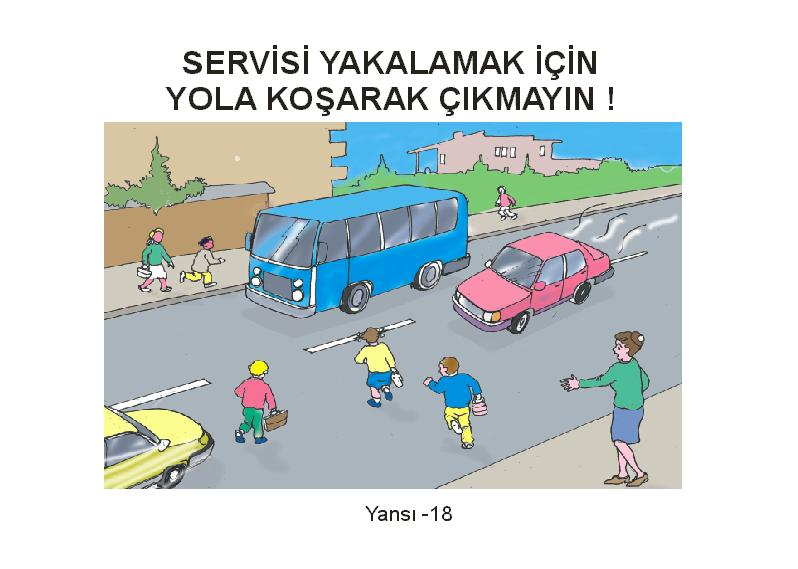 SERVİSİ YAKALAMAK İÇİN
YOLA KOŞARAK ÇIKMAYIN !
Yansı -18